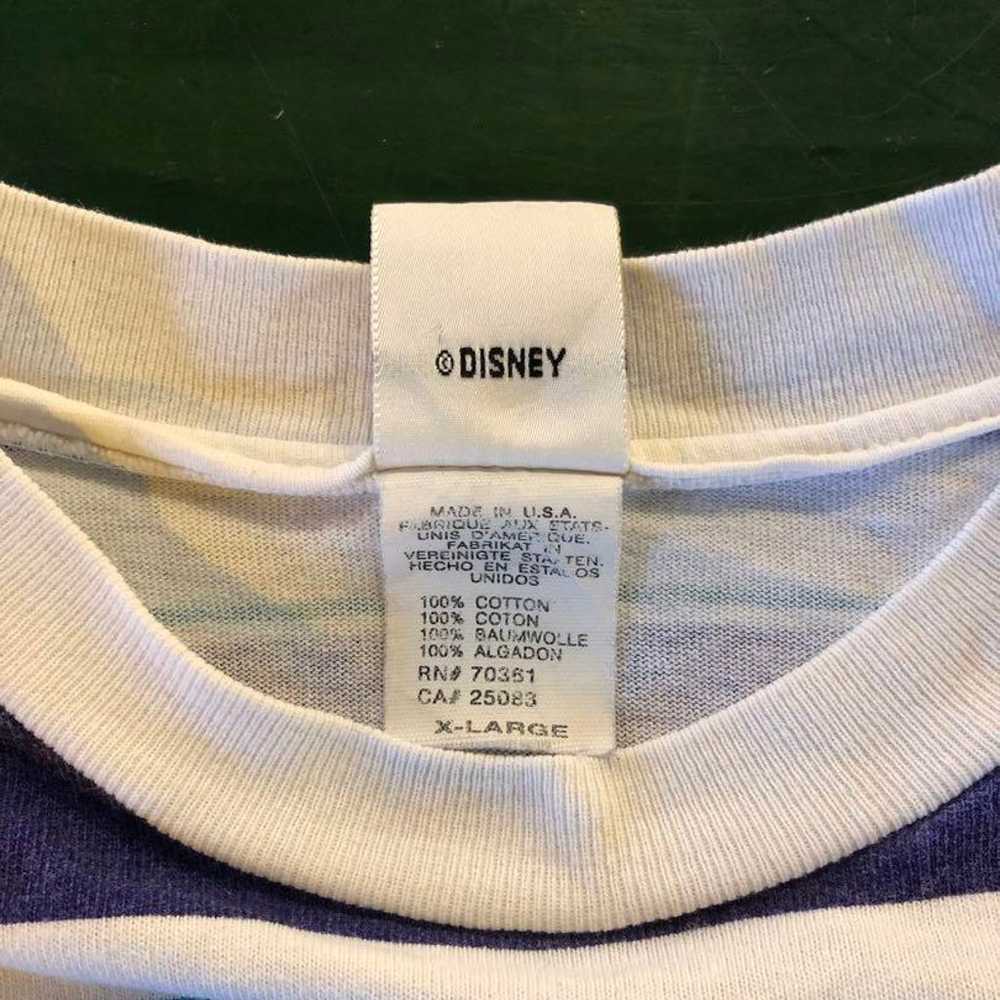 ©DISNEY
MADE IN U.S.A.
FABRIQUE AUX ETATS-
UNIS D'AMERIQUE.
FABRIKAT IN
VEREINIGTE STAATEN.
HECHO EN ESTADOS
UNIDOS
100% COTTON
100% COTON
100% BAUMWOLLE
100% ALGADON
RN# 70361
CA# 25083
X-LARGE